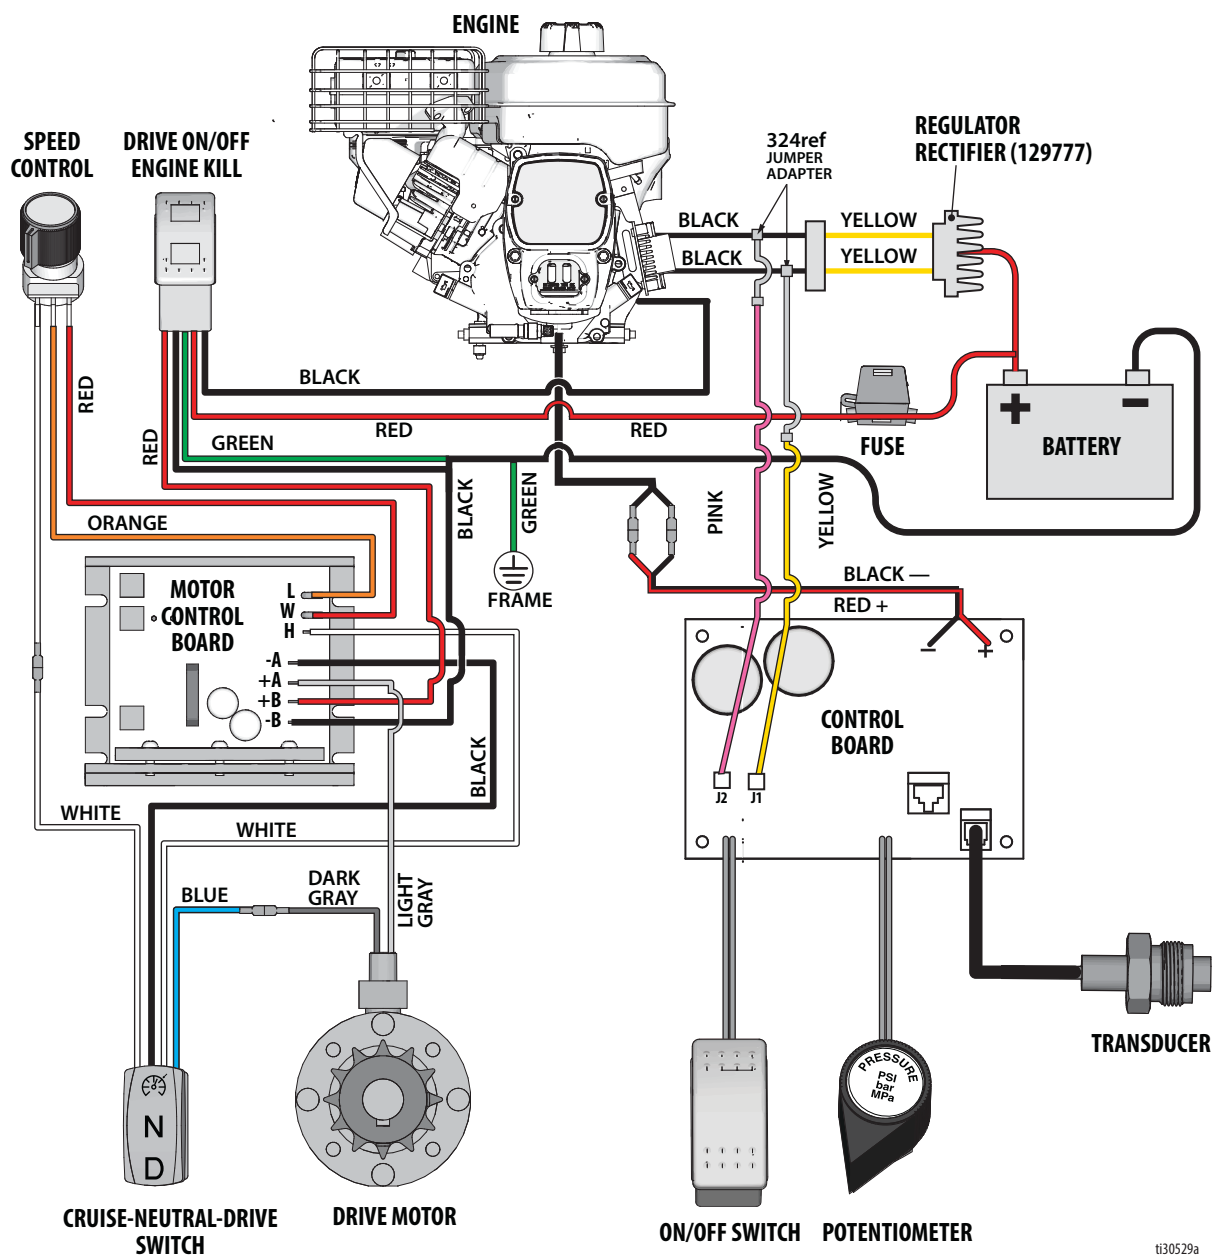 ENGINE
SPEED
CONTROL
DRIVE ON/OFF
ENGINE KILL
324ref
JUMPER
ADAPTER
REGULATOR
RECTIFIER (129777)
BLACK
YELLOW
BLACK
YELLOW
BLACK
RED
RED
RED
RED
GREEN
FUSE
BATTERY
ORANGE
BLACK
GREEN
PINK
YELLOW
FRAME
BLACK —
RED +
MOTOR
CONTROL
BOARD
L
W
H
-A
+A
+B
-B
CONTROL
BOARD
J2
J1
BLACK
WHITE
WHITE
BLUE
DARK
GRAY
LIGHT
GRAY
TRANSDUCER
PRESSURE
PSI
bar
MPa
N
D
CRUISE-NEUTRAL-DRIVE
SWITCH
DRIVE MOTOR
ON/OFF SWITCH
POTENTIOMETER
ti30529a